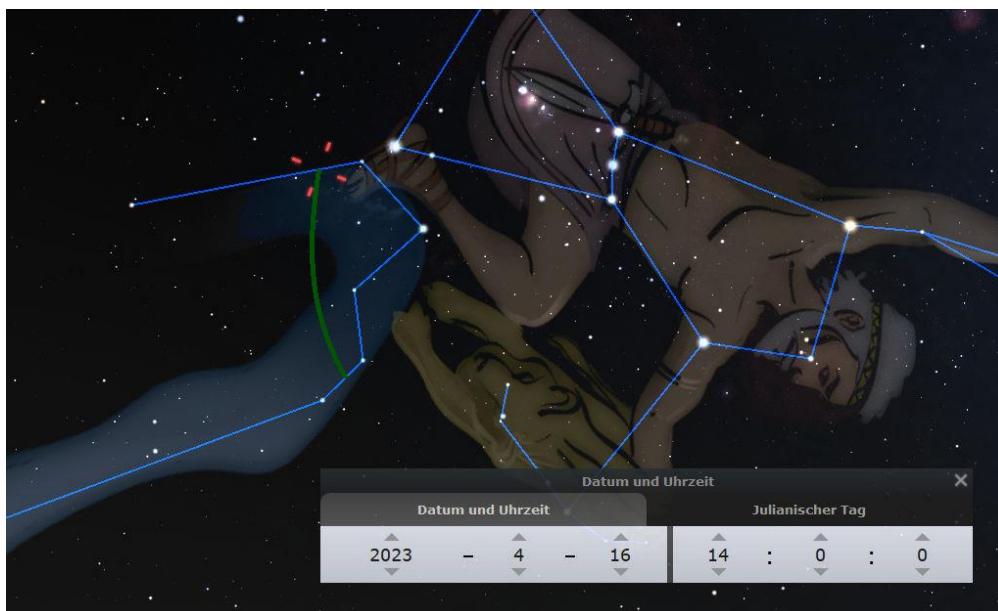 Datum und Uhrzeit
Datum und Uhrzeit Julianischer Tag
2023 – 4 – 16 14 : 0 : 0